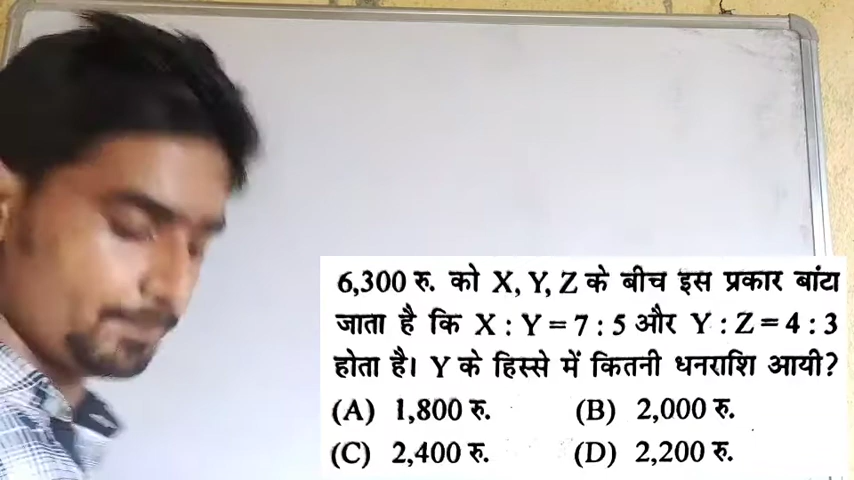 6,300 रु. को X, Y, Z के बीच इस प्रकार बांटा
जाता है कि X : Y = 7 : 5 और Y : Z = 4 : 3
होता है। Y के हिस्से में कितनी धनराशि आयी?
(A) 1,800 रु. (B) 2,000 रु.
(C) 2,400 रु. (D) 2,200 रु.